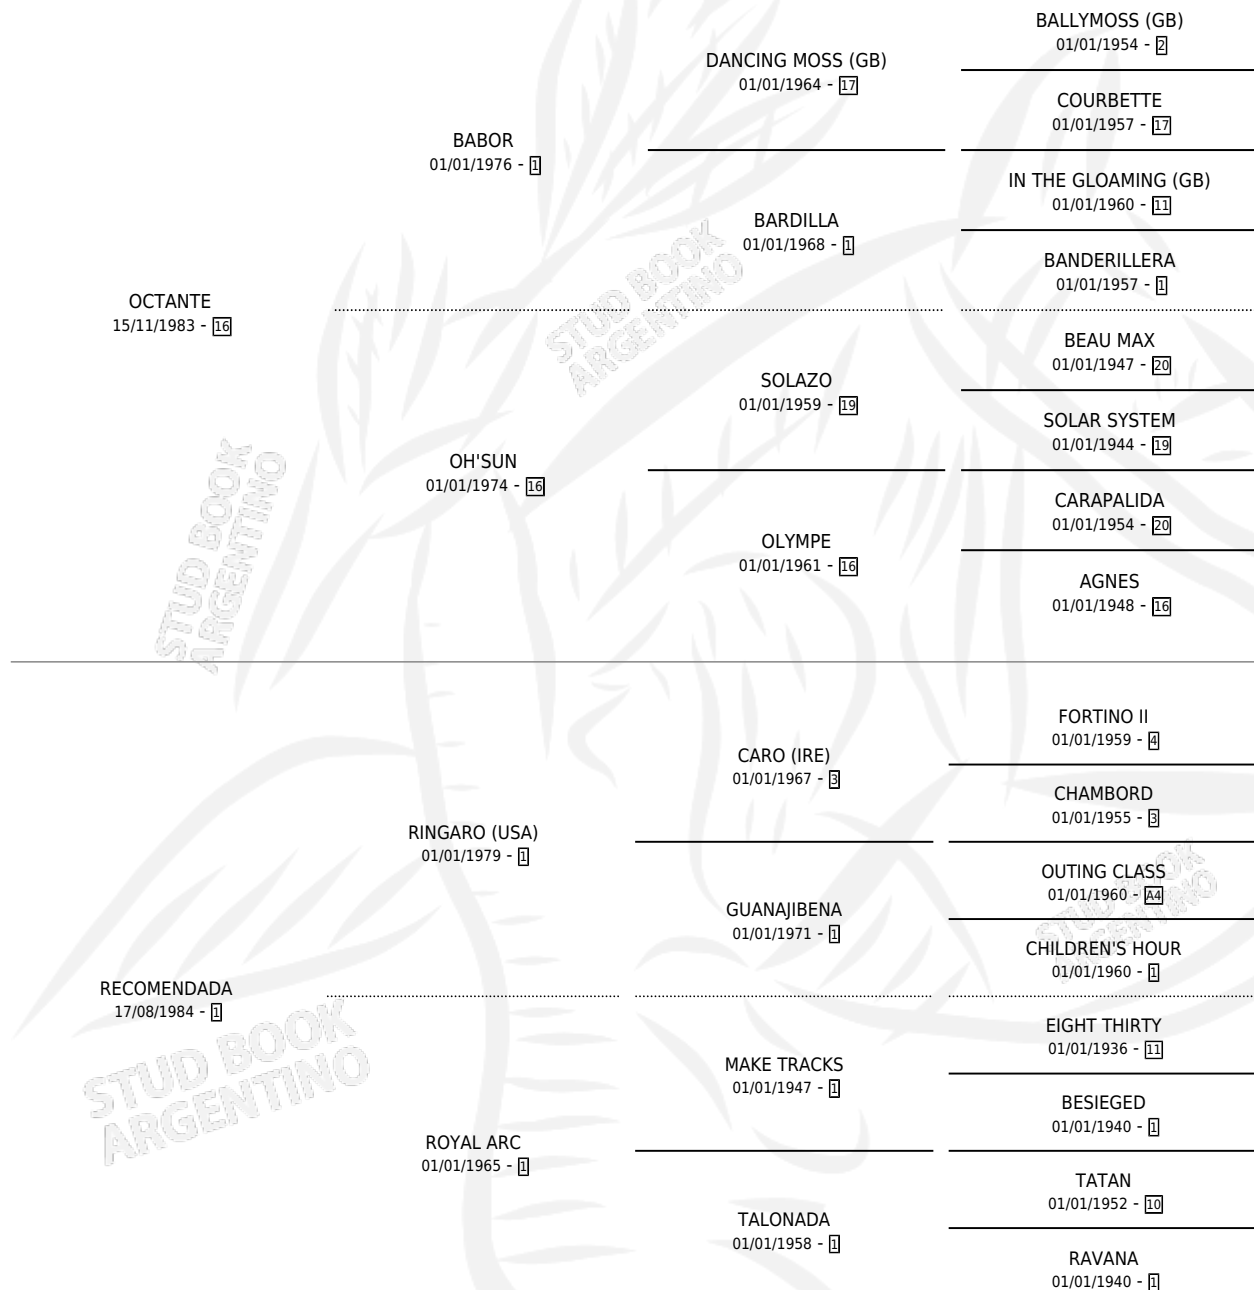 BALLYMOSS (GB)
01/01/1954 - 2
DANCING MOSS (GB)
01/01/1964 - 17
COURBETTE
01/01/1957 - 17
BABOR
01/01/1976 - 1
IN THE GLOAMING (GB)
01/01/1960 - 11
BARDILLA
01/01/1968 - 1
BANDERILLERA
01/01/1957 - 1
OCTANTE
15/11/1983 - 16
BEAU MAX
01/01/1947 - 20
SOLAZO
01/01/1959 - 19
SOLAR SYSTEM
01/01/1944 - 19
OH'SUN
01/01/1974 - 16
CARAPALIDA
01/01/1954 - 20
OLYMPE
01/01/1961 - 16
AGNES
01/01/1948 - 16
FORTINO II
01/01/1959 - 4
CARO (IRE)
01/01/1967 - 3
CHAMBORD
01/01/1955 - 3
RINGARO (USA)
01/01/1979 - 1
OUTING CLASS
01/01/1960 - A4
GUANAJIBENA
01/01/1971 - 1
CHILDREN'S HOUR
01/01/1960 - 1
RECOMENDADA
17/08/1984 - 1
EIGHT THIRTY
01/01/1936 - 11
MAKE TRACKS
01/01/1947 - 1
BESIEGED
01/01/1940 - 1
ROYAL ARC
01/01/1965 - 1
TATAN
01/01/1952 - 10
TALONADA
01/01/1958 - 1
RAVANA
01/01/1940 - 1
STUD BOOK
ARGENTINO
STUD BOOK
ARGENTINO
STUD BOOK
ARGENTINO
STUD BOOK
ARGENTINO